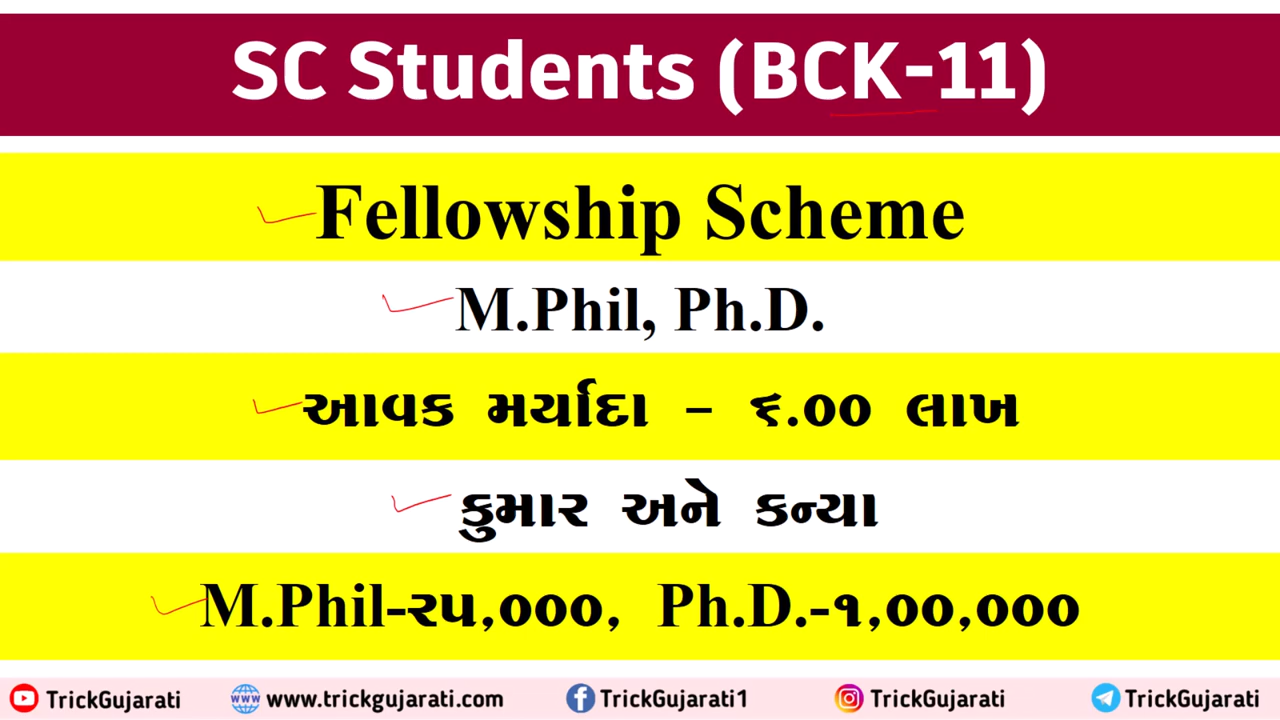 SC Students (BCK-11)
Fellowship Scheme
M.Phil, Ph.D.
આવક મર્યાદા – ૬.૦૦ લાખ
કુમાર અને કન્યા
M.Phil-૨૫,૦૦૦, Ph.D.-૧,૦૦,૦૦૦
TrickGujarati www.trickgujarati.com TrickGujarati1 TrickGujarati TrickGujarati